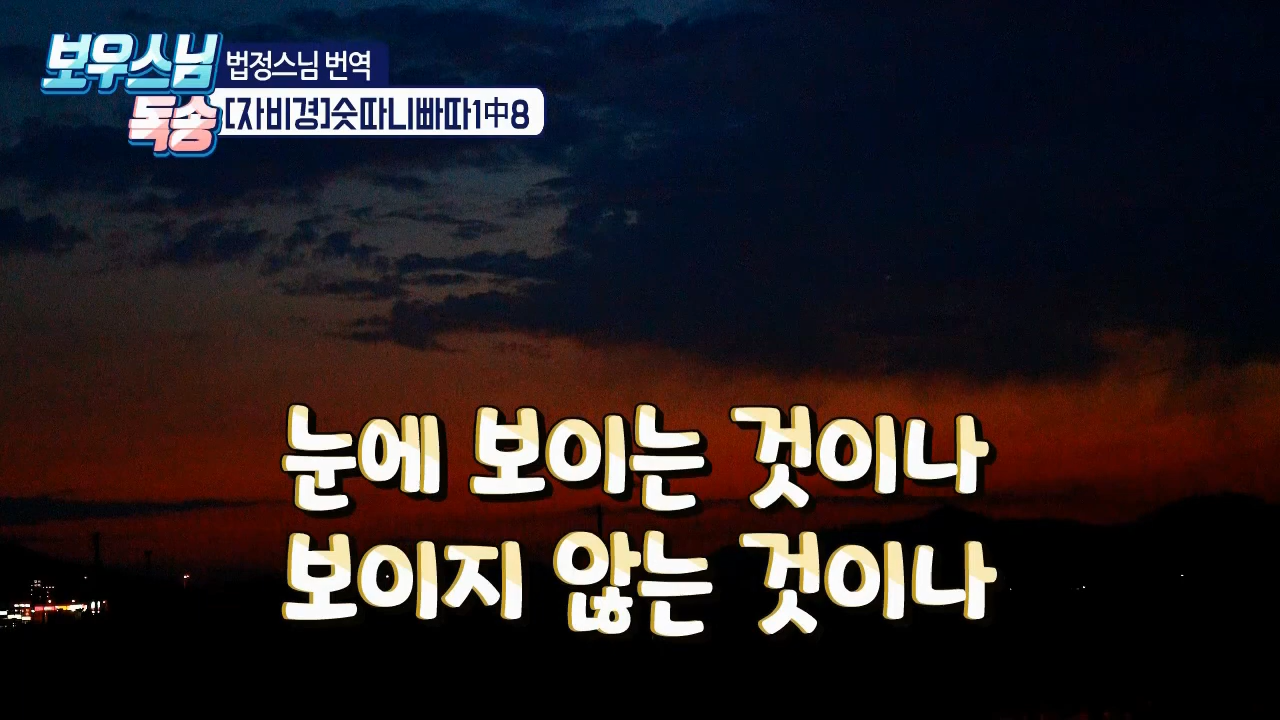 보우스님
독송
법정스님 번역
[자비경]숫따니빠따1中8
눈에 보이는 것이나
보이지 않는 것이나